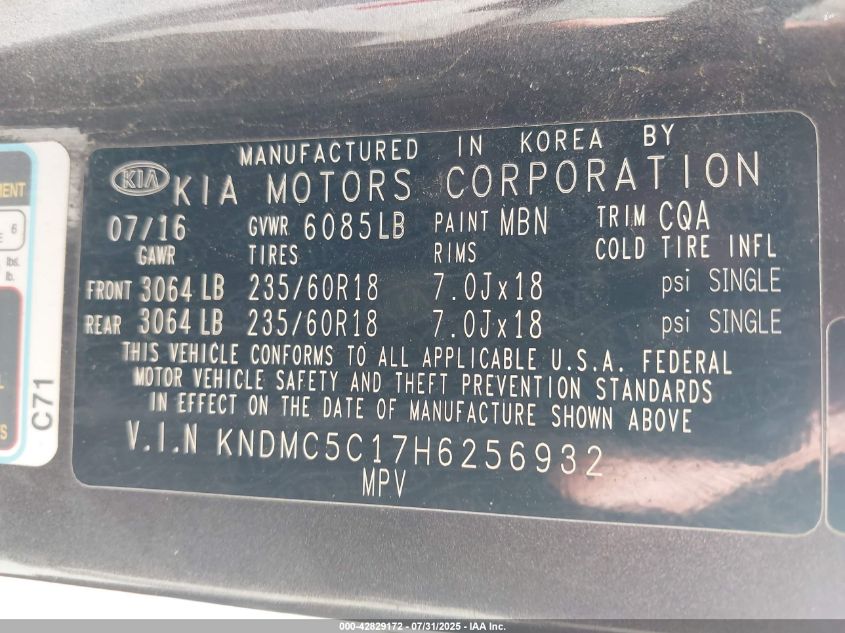 MANUFACTURED IN KOREA BY
KIA KIA MOTORS CORPORATION
07/16 GVWR 6085LB PAINT MBN TRIM CQA
GAWR TIRES RIMS COLD TIRE INFL
FRONT 3064 LB 235/60R18 7.0Jx18 psi SINGLE
REAR 3064 LB 235/60R18 7.0Jx18 psi SINGLE
THIS VEHICLE CONFORMS TO ALL APPLICABLE U.S.A. FEDERAL
MOTOR VEHICLE SAFETY AND THEFT PREVENTION STANDARDS
IN EFFECT ON THE DATE OF MANUFACTURE SHOWN ABOVE
V.I.N KNDMC5C17H6256932
MPV
6
lbs.
lb.
C71
000-42829172 - 07/31/2025 - IAA Inc.